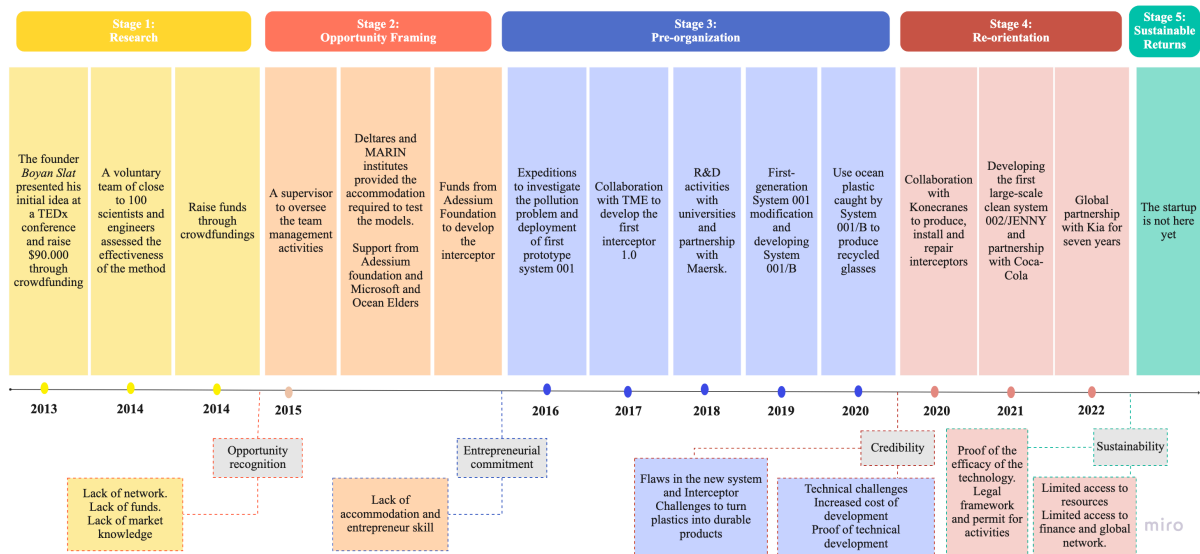 Stage 1:
Research
Stage 2:
Opportunity Framing
Stage 3:
Pre-organization
Stage 4:
Re-orientation
Stage 5:
Sustainable
Returns
The founder
Boyan Slat
presented his
initial idea at a
TEDx
conference
and raise
$90.000
through
crowdfunding
A voluntary
team of close
to 100
scientists and
engineers
assessed the
effectiveness
of the method
Raise funds
through
crowdfundings
A supervisor
to oversee
the team
management
activities
Deltares and
MARIN
institutes
provided the
accommodation
required to test
the models.
Support from
Adessium
foundation and
Microsoft and
Ocean Elders
Funds from
Adessium
Foundation
to develop
the
interceptor
Expeditions
to investigate
the pollution
problem and
deployment
of first
prototype
system 001
Collaboration
with TME to
develop the
first
interceptor
1.0
R&D
activities
with
universities
and
partnership
with
Maersk.
First-
generation
System 001
modification
and
developing
System
001/B
Use ocean
plastic
caught by
System
001/B to
produce
recycled
glasses
Collaboration
with
Konecranes
to produce,
install and
repair
interceptors
Developing
the first
large-scale
clean system
002/JENNY
and
partnership
with Coca-
Cola
Global
partnership
with Kia for
seven years
The startup
is not here
yet
2013
2014
2014
2015
2016
2017
2018
2019
2020
2020
2021
2022
Opportunity
recognition
Entrepreneurial
commitment
Credibility
Sustainability
Lack of network.
Lack of funds.
Lack of market
knowledge
Lack of
accommodation and
entrepreneur skill
Flaws in the new
system and Interceptor
Challenges to turn
plastics into durable
products
Technical challenges
Increased cost of
development
Proof of technical
development
Proof of the
efficacy of the
technology.
Legal
framework
and permit for
activities
Limited access to
resources
Limited access to
finance and global
network.
miro